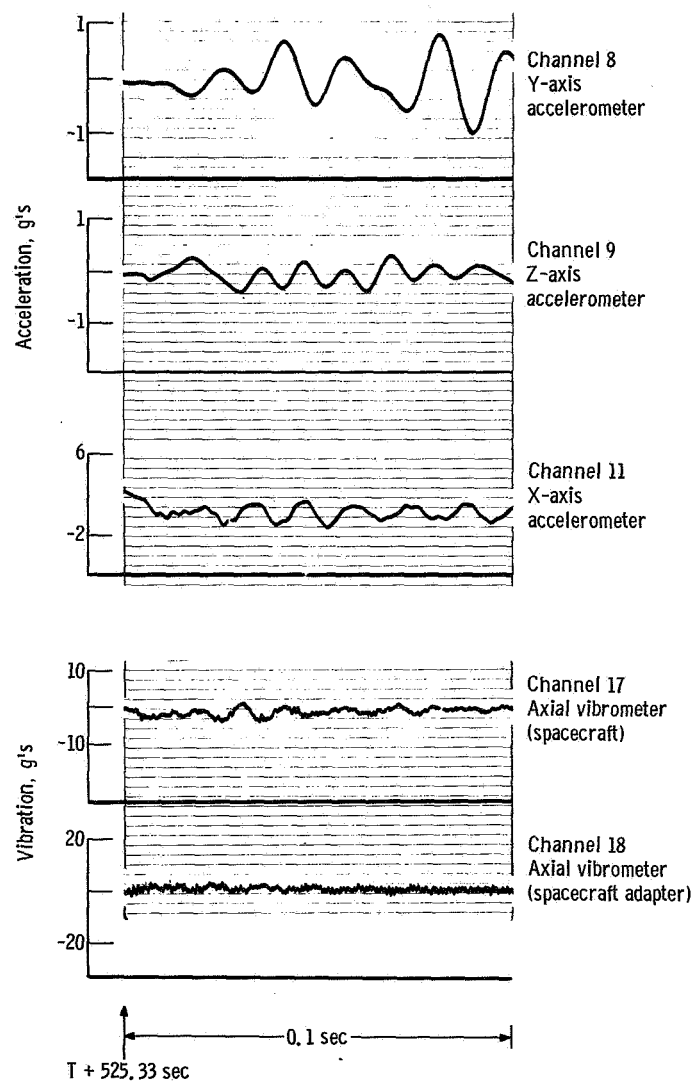 1
-1
Channel 8
Y-axis
accelerometer
Acceleration, g's
1
-1
Channel 9
Z-axis
accelerometer
6
-2
Channel 11
X-axis
accelerometer
Vibration, g's
10
-10
Channel 17
Axial vibrometer
(spacecraft)
20
-20
Channel 18
Axial vibrometer
(spacecraft adapter)
0.1 sec
T + 525.33 sec